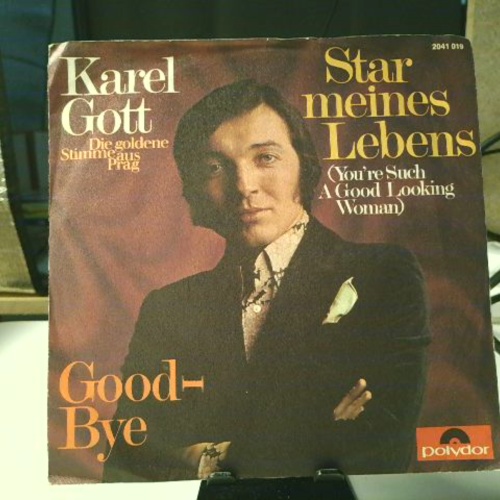 2041 019
Karel
Gott
Die goldene
Stimme aus
Prag
Star
meines
Lebens
(You're Such
A Good Looking
Woman)
Good-
Bye
polydor